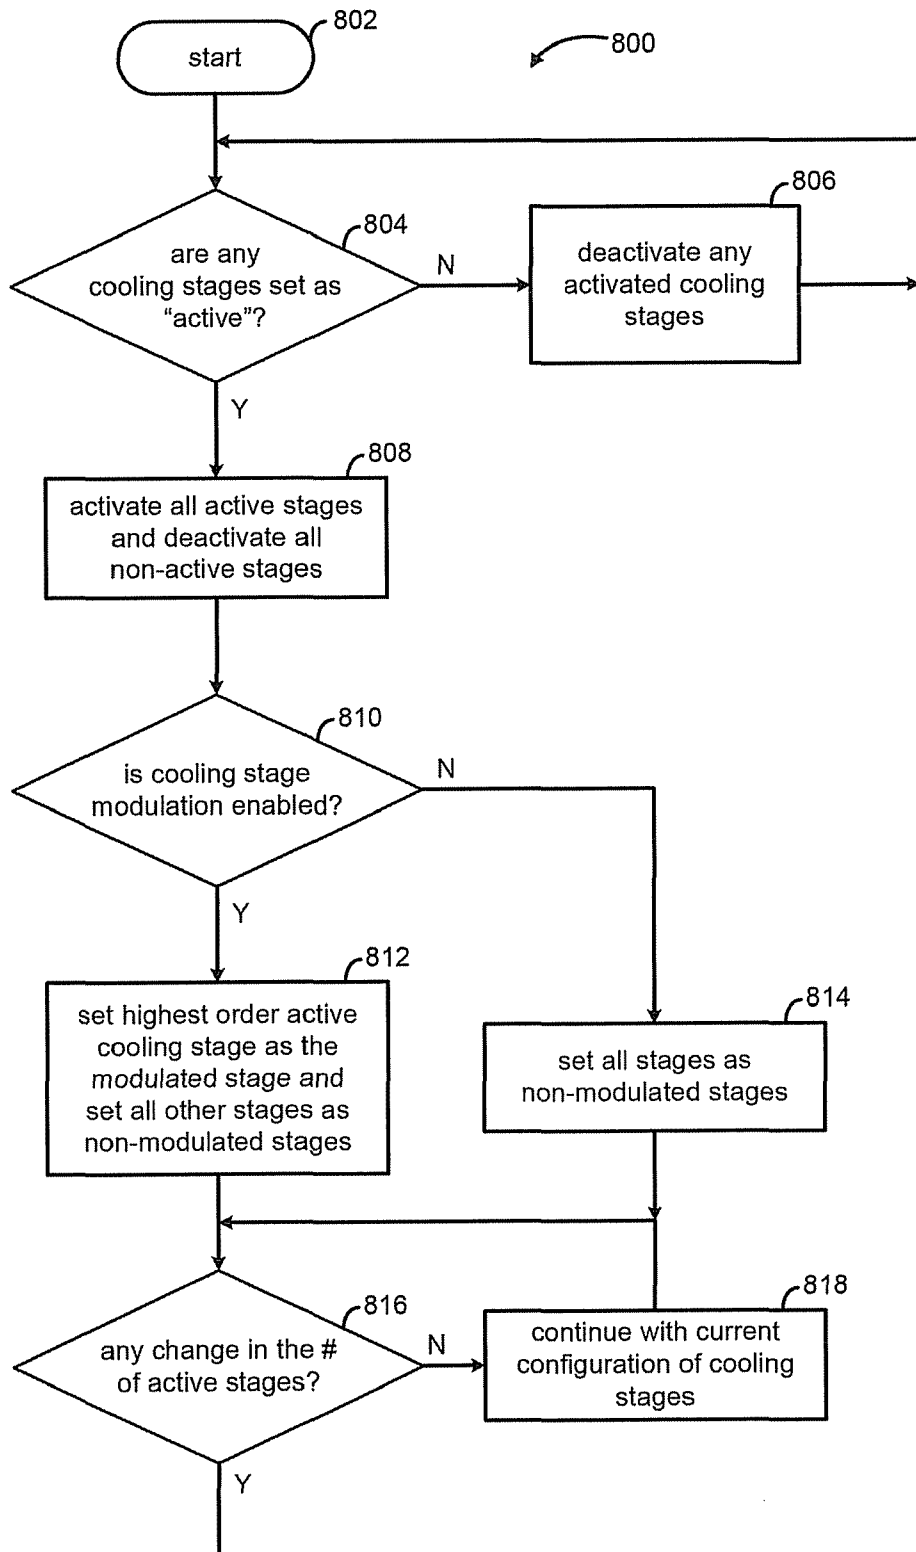 802
start
800
804
are any
cooling stages set as
“active”?
N
806
deactivate any
activated cooling
stages
Y
808
activate all active stages
and deactivate all
non-active stages
810
is cooling stage
modulation enabled?
N
Y
812
set highest order active
cooling stage as the
modulated stage and
set all other stages as
non-modulated stages
814
set all stages as
non-modulated stages
816
any change in the #
of active stages?
N
818
continue with current
configuration of cooling
stages
Y